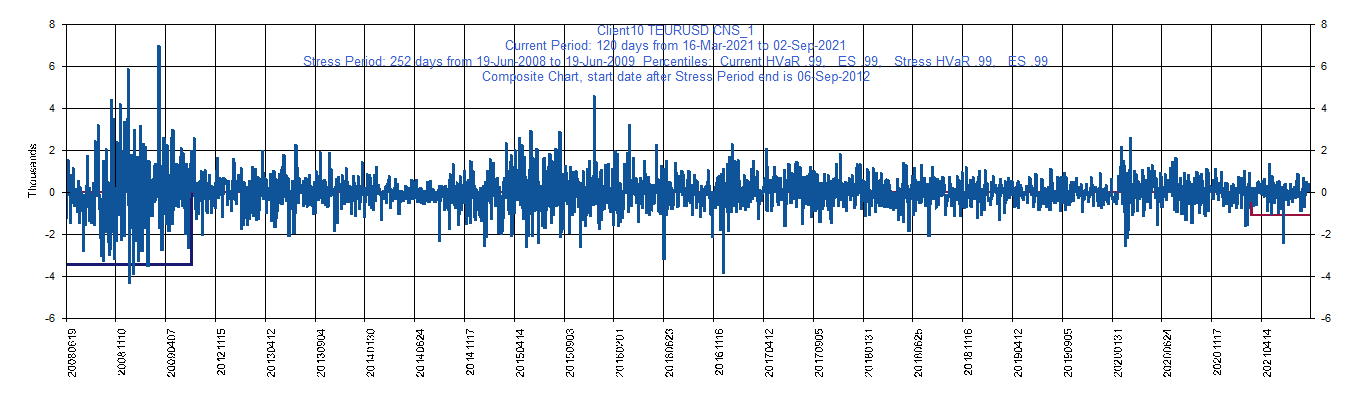 Client10 TEURUSD CNS_1
Current Period: 120 days from 16-Mar-2021 to 02-Sep-2021
Stress Period: 252 days from 19-Jun-2008 to 19-Jun-2009 Percentiles: Current HVaR .99, ES .99, Stress HVaR .99, ES .99
Composite Chart, start date after Stress Period end is 06-Sep-2012
8 8
6 6
4 4
2 2
0 0
-2 -2
-4 -4
-6 -6
Thousands
20080619 20081110 20090407 20121115 20130412 20130904 20140130 20140624 20141117 20150414 20150903 20160201 20160623 20161116 20170412 20170905 20180131 20180625 20181116 20190412 20190905 20200131 20200624 20201117 20210414